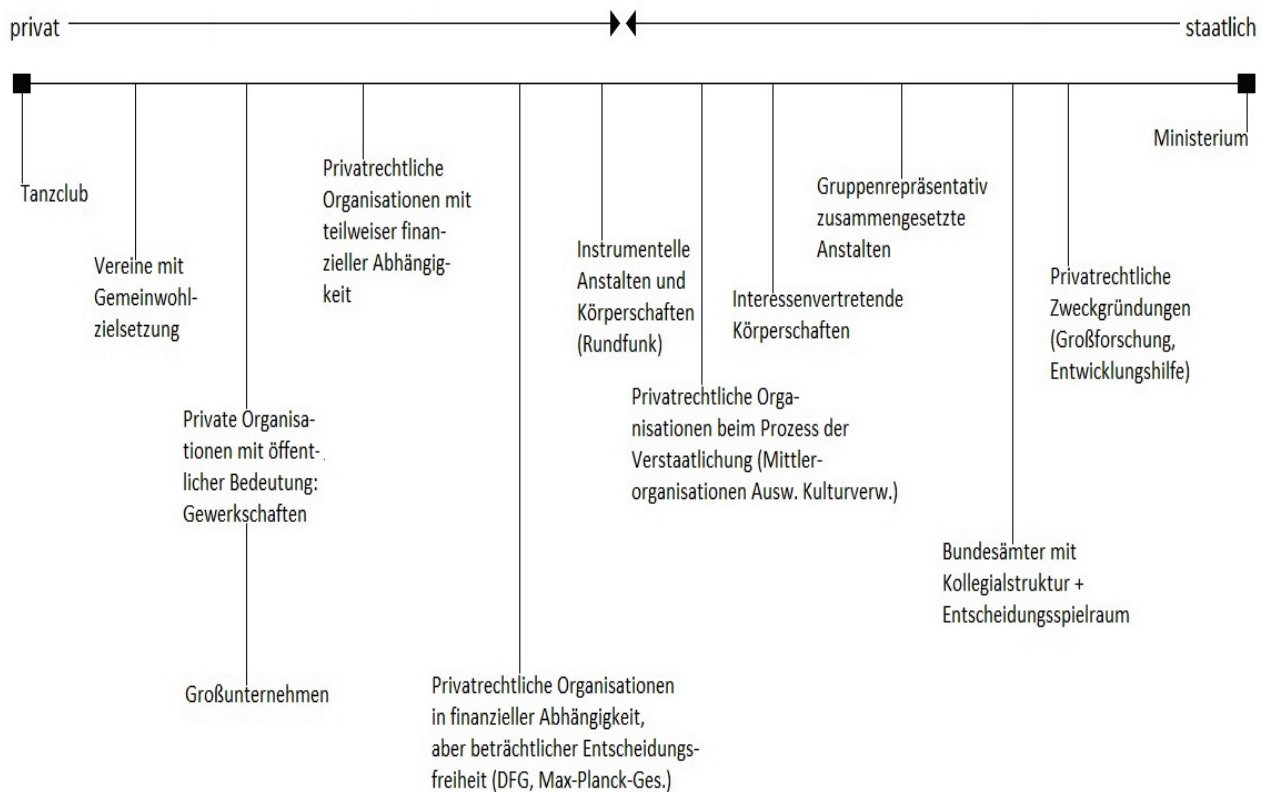 privat
staatlich
Tanzclub
Vereine mit
Gemeinwohl-
zielsetzung
Private Organisa-
tionen mit öffent-
licher Bedeutung:
Gewerkschaften
Großunternehmen
Privatrechtliche
Organisationen mit
teilweiser finan-
zieller Abhängig-
keit
Privatrechtliche Organisationen
in finanzieller Abhängigkeit,
aber beträchtlicher Entscheidungs-
freiheit (DFG, Max-Planck-Ges.)
Instrumentelle
Anstalten und
Körperschaften
(Rundfunk)
Privatrechtliche Orga-
nisationen beim Prozess der
Verstaatlichung (Mittler-
organisationen Ausw. Kulturverw.)
Interessenvertretende
Körperschaften
Gruppenrepräsentativ
zusammengesetzte
Anstalten
Bundesämter mit
Kollegialstruktur +
Entscheidungsspielraum
Privatrechtliche
Zweckgründungen
(Großforschung,
Entwicklungshilfe)
Ministerium